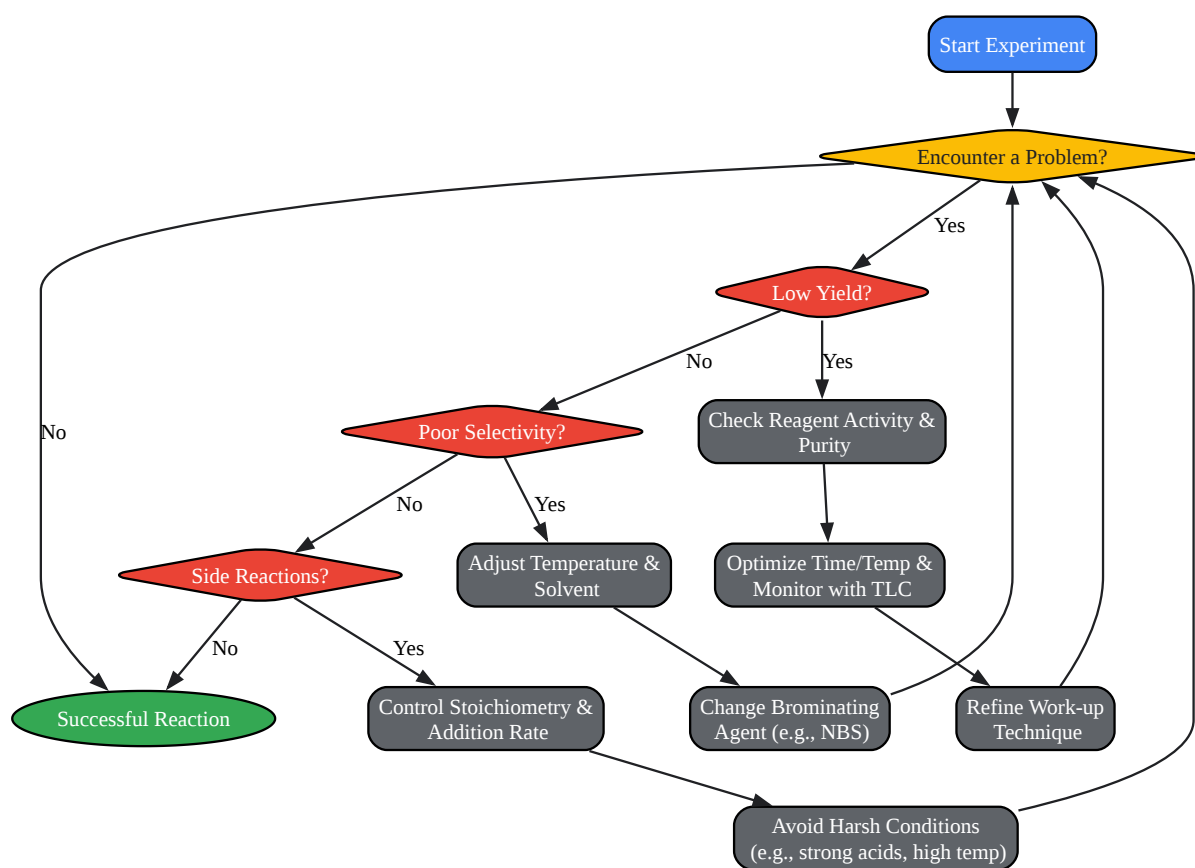 Start Experiment
Encounter a Problem?
Yes
Low Yield?
No
Yes
No
Poor Selectivity?
Check Reagent Activity &
Purity
No
Yes
Side Reactions?
Adjust Temperature &
Solvent
Optimize Time/Temp &
Monitor with TLC
No
Yes
Successful Reaction
Control Stoichiometry &
Addition Rate
Change Brominating
Agent (e.g., NBS)
Refine Work-up
Technique
Avoid Harsh Conditions
(e.g., strong acids, high temp)